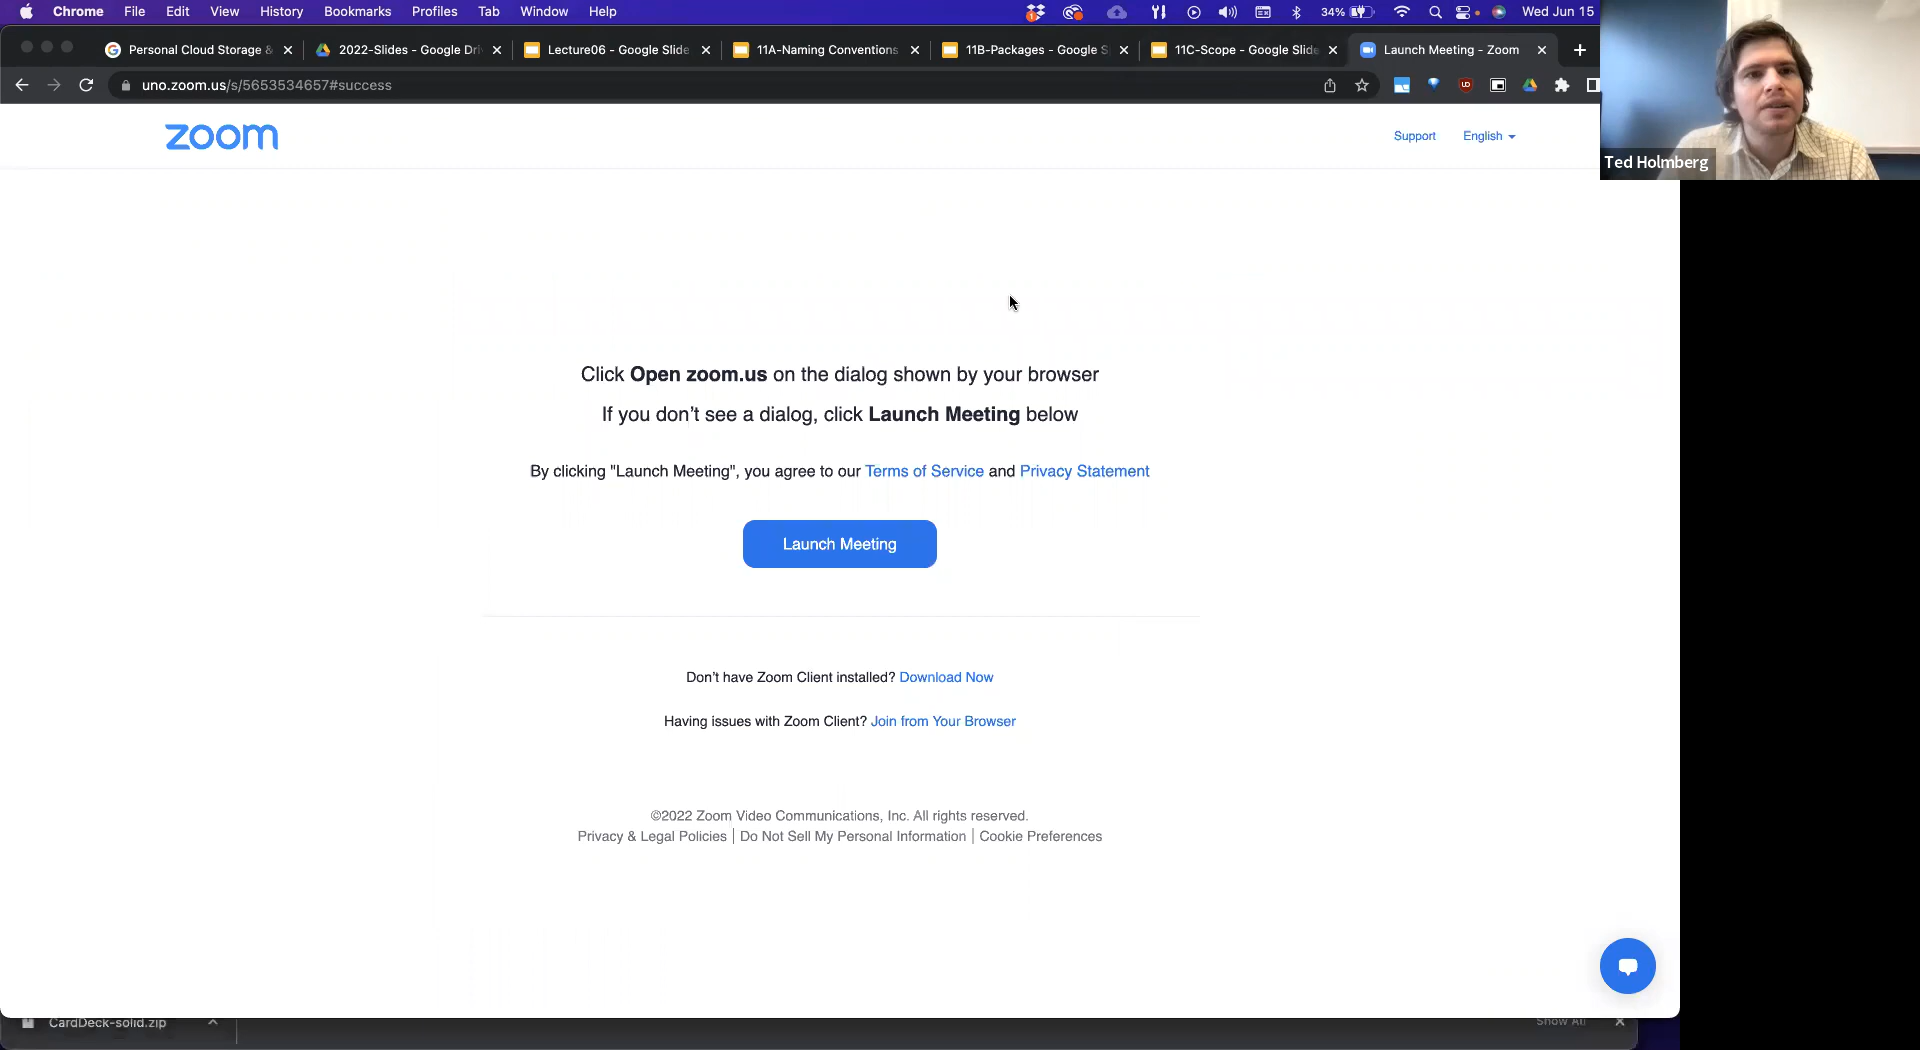 Chrome File Edit View History Bookmarks Profiles Tab Window Help 34% Wed Jun 15
Personal Cloud Storage & 2022-Slides - Google Dri Lecture06 - Google Slide 11A-Naming Conventions 11B-Packages - Google S 11C-Scope - Google Slide Launch Meeting - Zoom
uno.zoom.us/s/5653534657#success
zoom
Support English
Ted Holmberg
Click Open zoom.us on the dialog shown by your browser
If you don’t see a dialog, click Launch Meeting below
By clicking "Launch Meeting", you agree to our Terms of Service and Privacy Statement
Launch Meeting
Don’t have Zoom Client installed? Download Now
Having issues with Zoom Client? Join from Your Browser
©2022 Zoom Video Communications, Inc. All rights reserved.
Privacy & Legal Policies | Do Not Sell My Personal Information | Cookie Preferences
CardDeck-solid.zip Show All